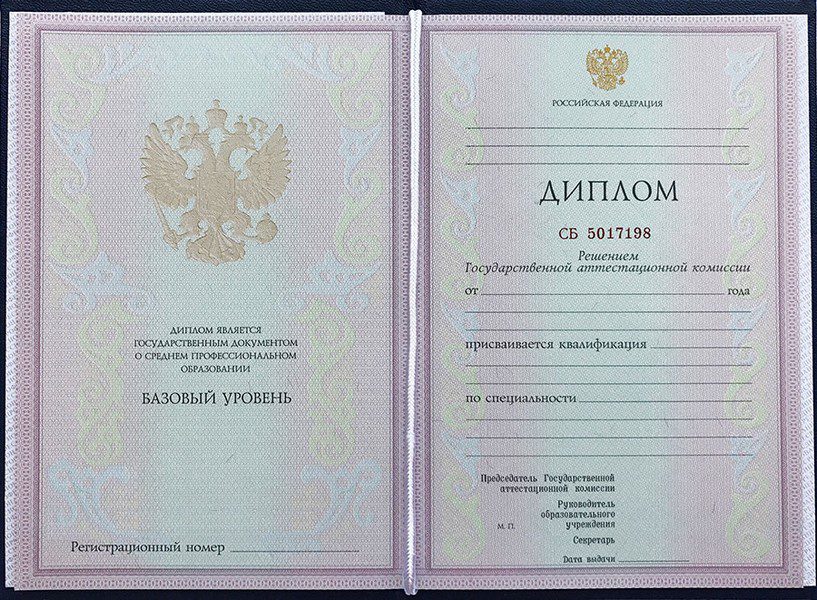 ДИПЛОМ ЯВЛЯЕТСЯ
ГОСУДАРСТВЕННЫМ ДОКУМЕНТОМ
О СРЕДНЕМ ПРОФЕССИОНАЛЬНОМ
ОБРАЗОВАНИИ
БАЗОВЫЙ УРОВЕНЬ
Регистрационный номер
РОССИЙСКАЯ ФЕДЕРАЦИЯ
ДИПЛОМ
СБ 5017198
Решением
Государственной аттестационной комиссии
от года
присваивается квалификация
по специальности
Председатель Государственной
аттестационной комиссии
Руководитель
образовательного
М. П. учреждения
Секретарь
Дата выдачи